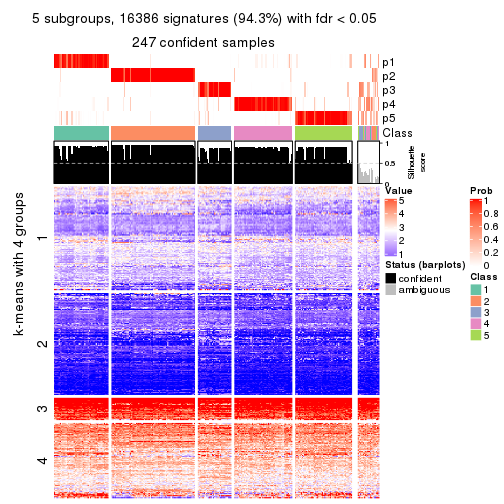 5 subgroups, 16386 signatures (94.3%) with fdr < 0.05
247 confident samples
p1
p2
p3
p4
p5
Class
1
0.5
0
Silhouette
score
k-means with 4 groups
1
2
3
4
Value
5
4
3
2
1
Status (barplots)
confident
ambiguous
Prob
1
0.8
0.6
0.4
0.2
0
Class
1
2
3
4
5